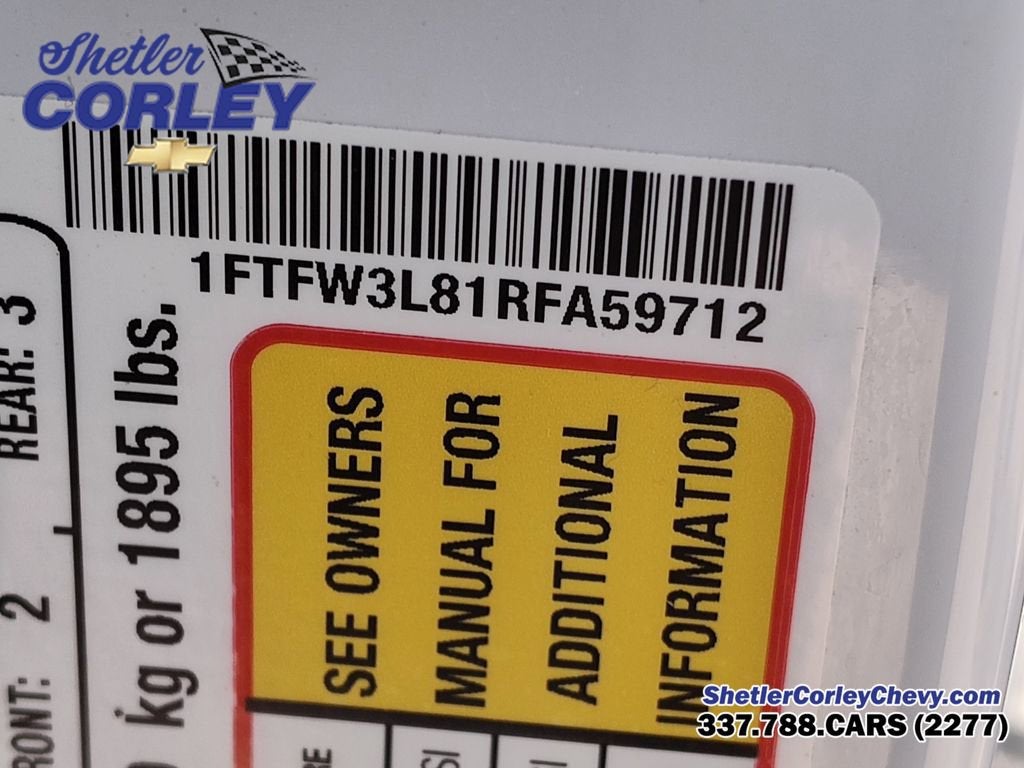 Shetler
CORLEY
1FTFW3L81RFA59712
REAR: 3
FRONT: 2
kg or 1895 lbs.
SEE OWNERS
MANUAL FOR
ADDITIONAL
INFORMATION
ShetlerCorleyChevy.com
337.788.CARS (2277)